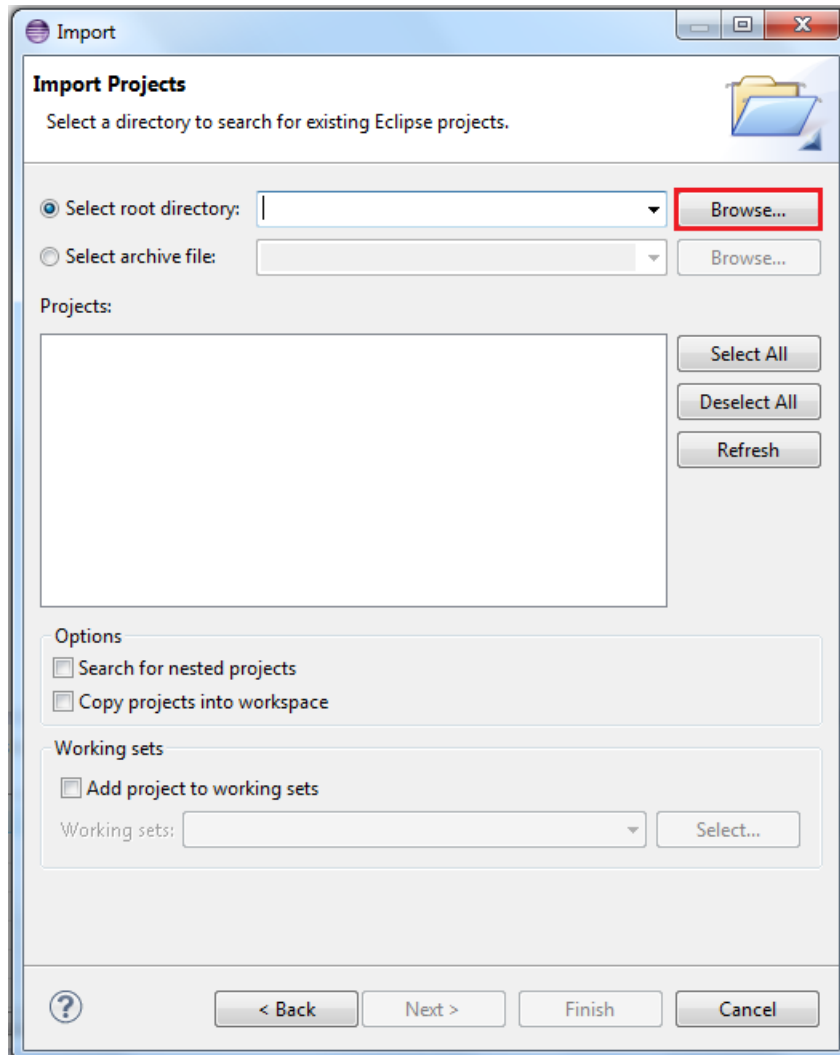 Import
Import Projects
Select a directory to search for existing Eclipse projects.
Select root directory: Browse...
Select archive file: Browse...
Projects:
Select All
Deselect All
Refresh
Options
Search for nested projects
Copy projects into workspace
Working sets
Add project to working sets
Working sets: Select...
? < Back Next > Finish Cancel